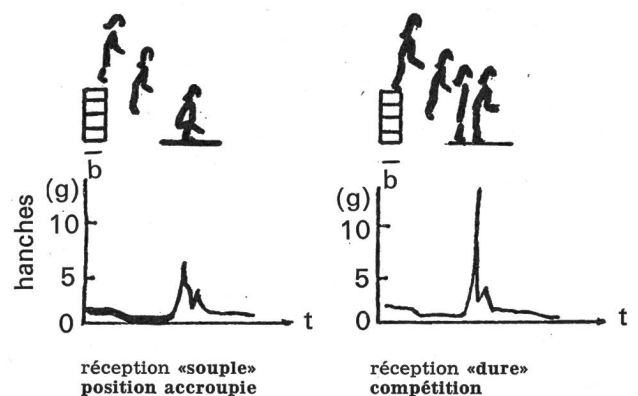 b
(g)
10
5
0
t
hanches
réception «souple»
position accroupie
b
(g)
10
5
0
t
réception «dure»
compétition